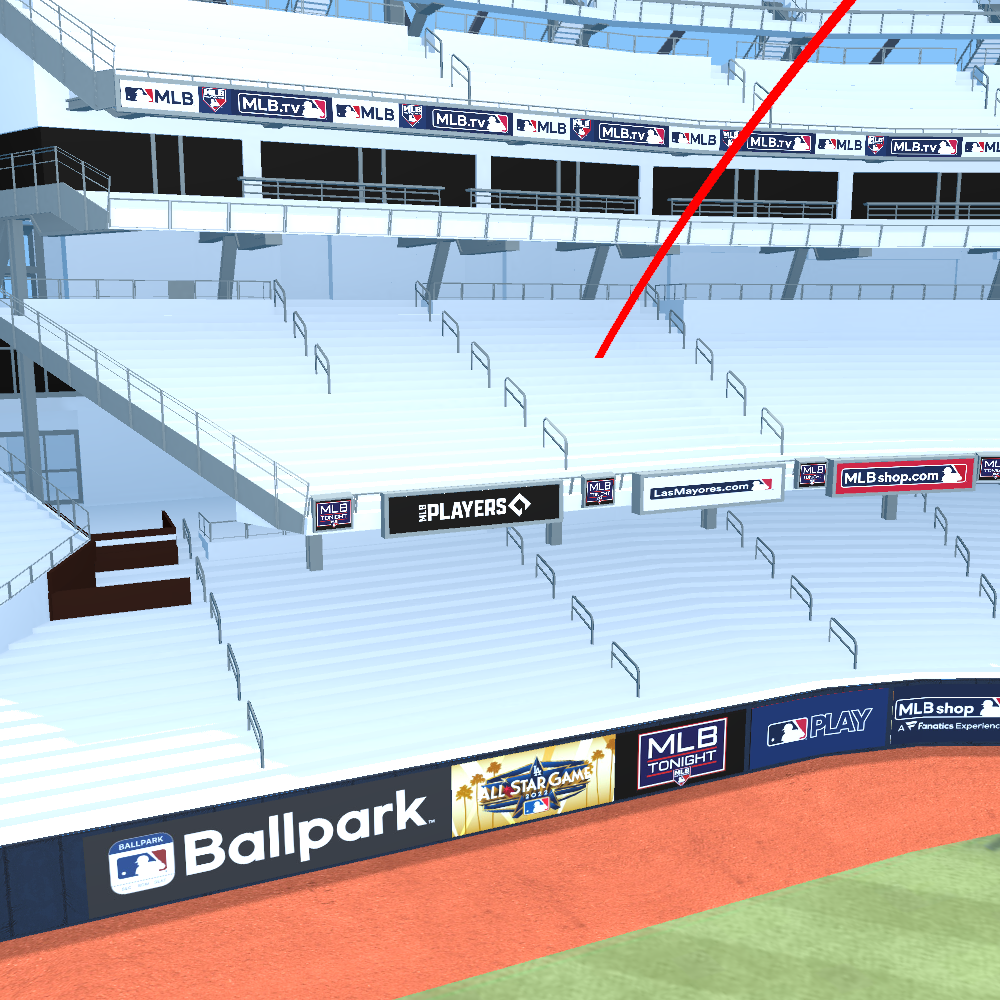 MLB
MLB.TV
MLB
MLB.TV
MLB
MLB.TV
MLB
MLB.TV
MLB
MLB.TV
MLB
TONIGHT
MLB PLAYERS
MLB
TONIGHT
LasMayores.com
MLB
TONIGHT
MLBshop.com
BALLPARK
Ballpark™
LA
ALL STAR GAME
2022
MLB
TONIGHT
MLB
PLAY
MLB shop
A Fanatics Experience